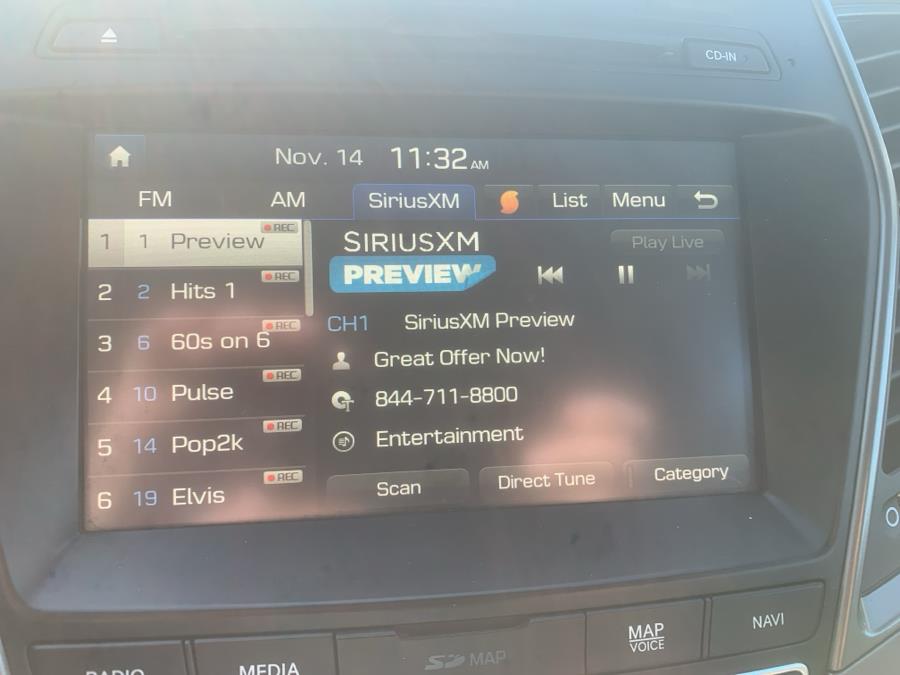 CD-IN
Nov. 14 11:32 AM
FM AM SiriusXM List Menu
1 1 Preview REC
2 2 Hits 1 REC
3 6 60s on 6 REC
4 10 Pulse REC
5 14 Pop2k REC
6 19 Elvis REC
SIRIUSXM
PREVIEW
Play Live
CH1 SiriusXM Preview
Great Offer Now!
844-711-8800
Entertainment
Scan Direct Tune Category
RADIO MEDIA SD MAP MAP VOICE NAVI